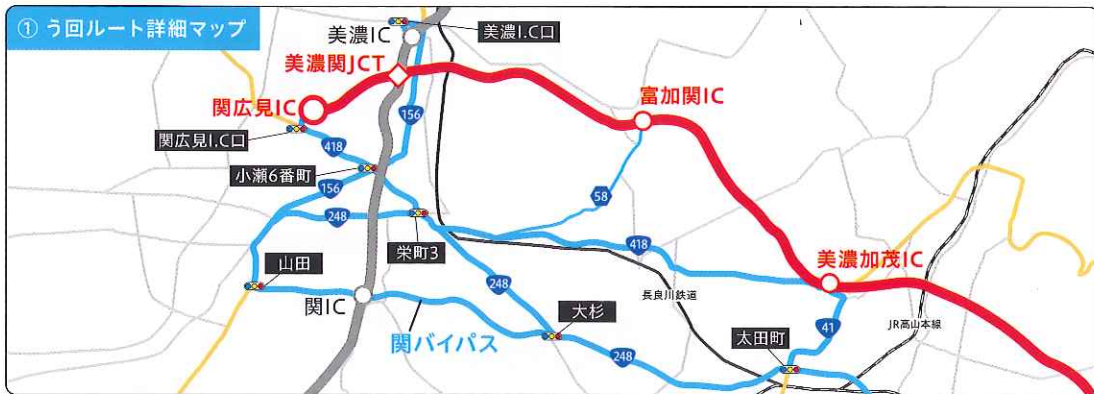 ① う回ルート詳細マップ
美濃IC
美濃I.C口
美濃関JCT
関広見IC
富加関IC
156
関広見I.C口
418
小瀬6番町
156
58
248
栄町3
418
山田
美濃加茂IC
関IC
248
長良川鉄道
大杉
41
JR高山本線
関バイパス
太田町
248